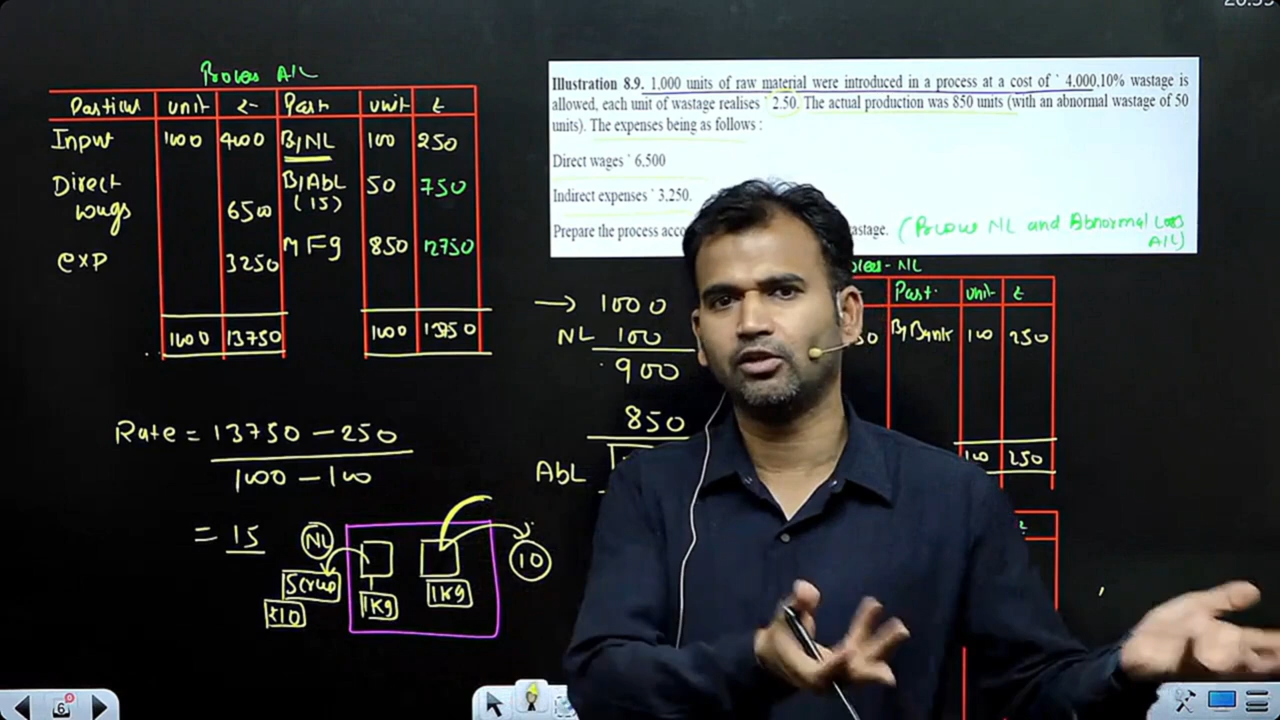 Process A/C
Particus unit ₹ Part unit ₹
Input 1000 4000 By NL 100 250
Direct wages 6500 By AbL (15) 50 750
exp 3250 M Fg 850 12750
1000 13750 1000 13750
Rate = 13750 - 250
1000 - 100
= 15
NL
Scrap
₹10
1Kg
1Kg
10
Illustration 8.9. 1,000 units of raw material were introduced in a process at a cost of ` 4,000,10% wastage is
allowed, each unit of wastage realises ` 2.50. The actual production was 850 units (with an abnormal wastage of 50
units). The expenses being as follows :
Direct wages ` 6,500
Indirect expenses ` 3,250.
Prepare the process acco
astage. (Process NL and Abnormal Loss
A/C)
→ 1000
NL 100
900
850
AbL
NL
Part. unit ₹
50 By Bank 100 250
100 250
6